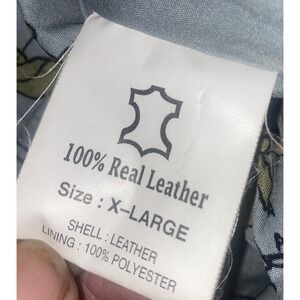 100% Real Leather
Size : X-LARGE
SHELL : LEATHER
LINING : 100% POLYESTER